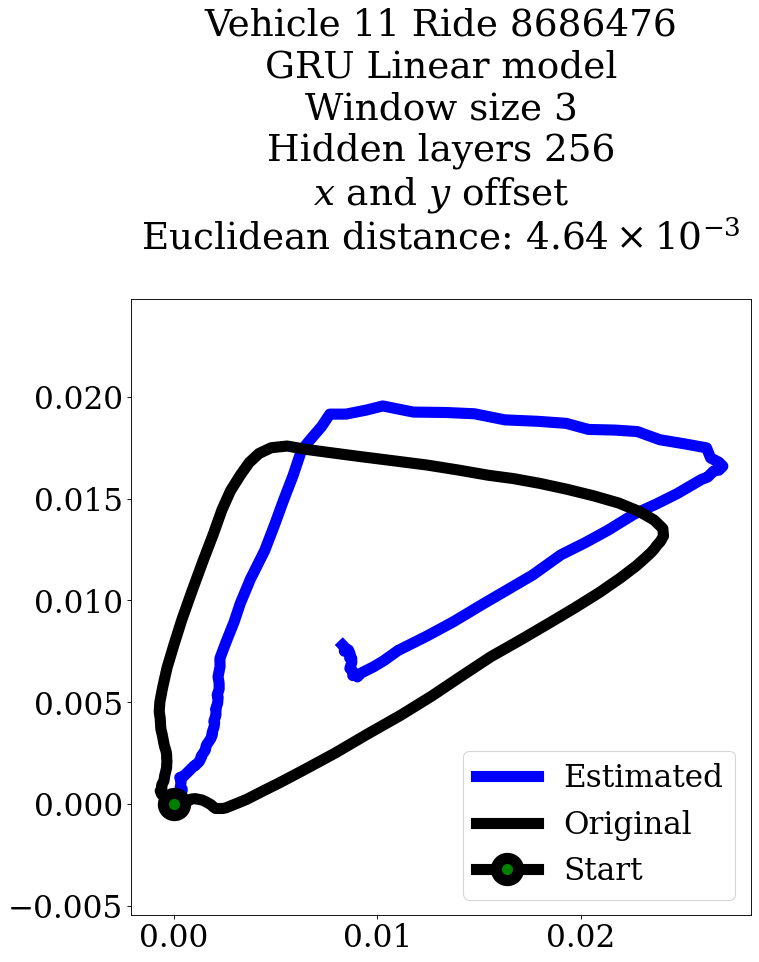 Vehicle 11 Ride 8686476
GRU Linear model
Window size 3
Hidden layers 256
x and y offset
Euclidean distance: 4.64 × 10⁻³
0.020
0.015
0.010
0.005
0.000
−0.005
0.00 0.01 0.02
Estimated
Original
Start